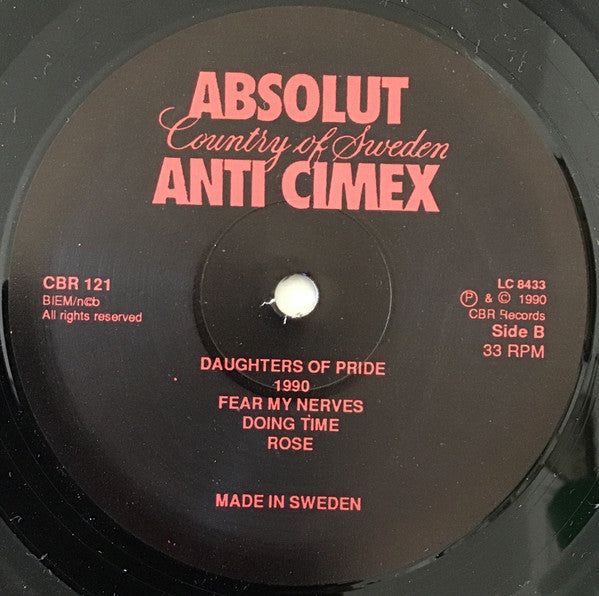 ABSOLUT
Country of Sweden
ANTI CIMEX
CBR 121
BIEM/n©b
All rights reserved
LC 8433
℗ & © 1990
CBR Records
Side B
33 RPM
DAUGHTERS OF PRIDE
1990
FEAR MY NERVES
DOING TIME
ROSE
MADE IN SWEDEN